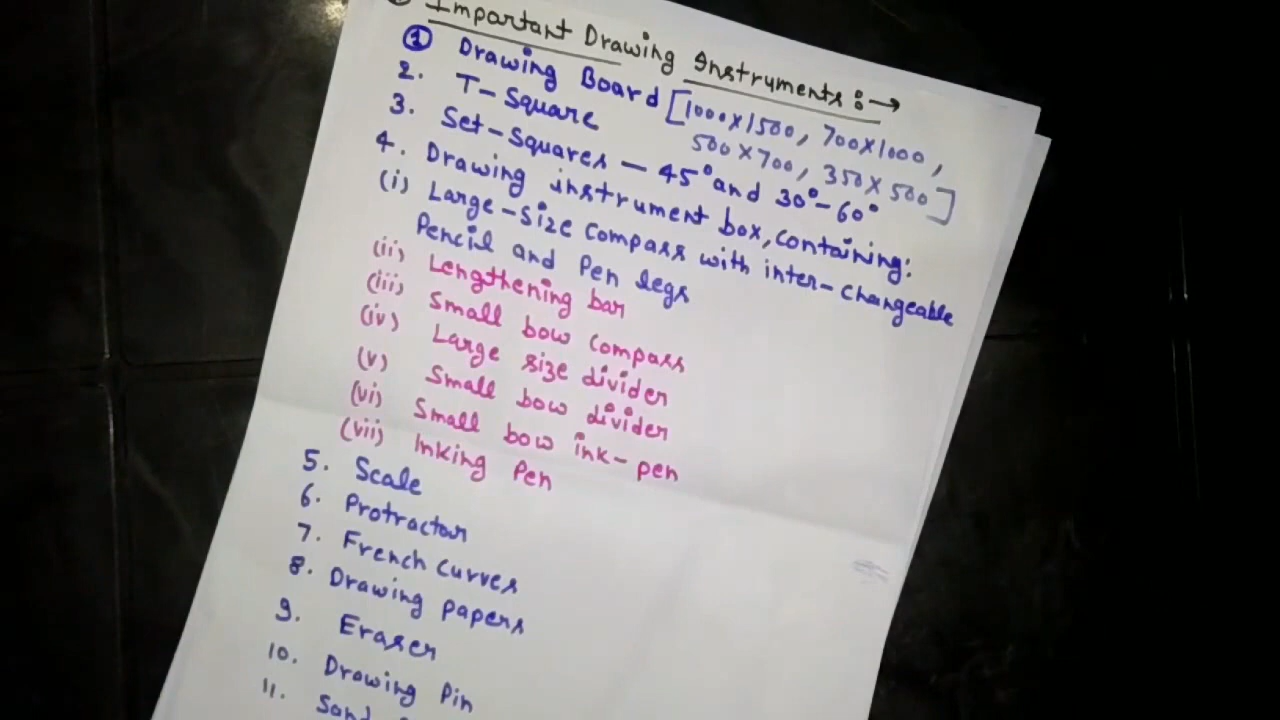 Important Drawing Instruments :→
1 Drawing Board [1000×1500, 700×1000,
500×700, 350×500]
2. T-Square
3. Set-Squares — 45° and 30°-60°
4. Drawing instrument box, containing:
(i) Large-size compass with inter-changeable
Pencil and Pen legs
(ii) Lengthening bar
(iii) Small bow compass
(iv) Large size divider
(v) Small bow divider
(vi) Small bow ink-pen
(vii) Inking Pen
5. Scale
6. Protractor
7. French curves
8. Drawing papers
9. Eraser
10. Drawing Pin
11. Sand